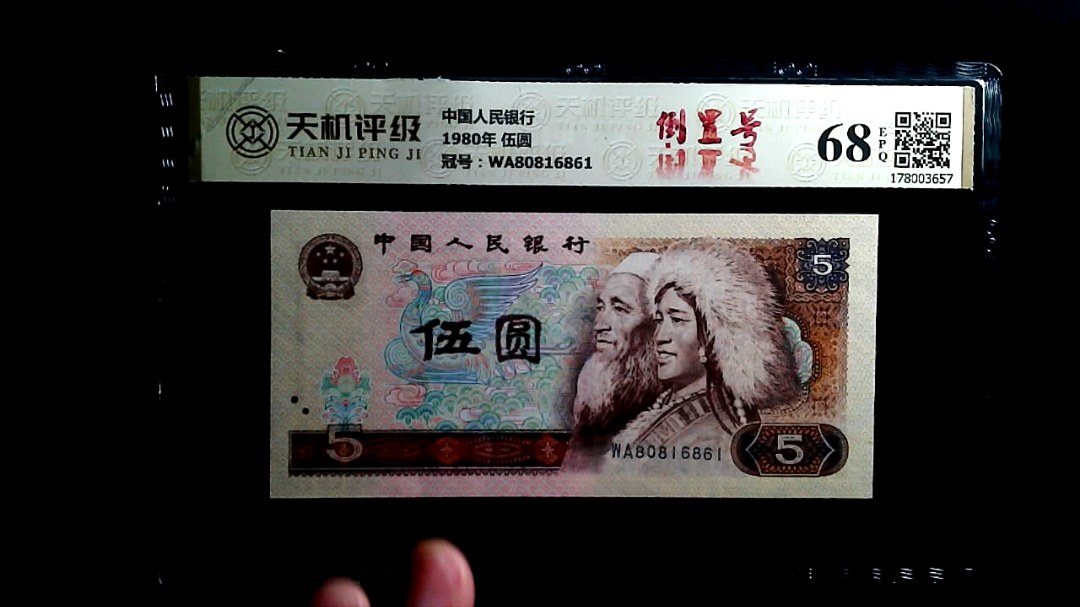 天机评级
TIAN JI PING JI
中国人民银行
1980年 伍圆
冠号：WA80816861
倒置号
68
EPQ
178003657
中国人民银行
5
伍圆
5
WA80816861
5